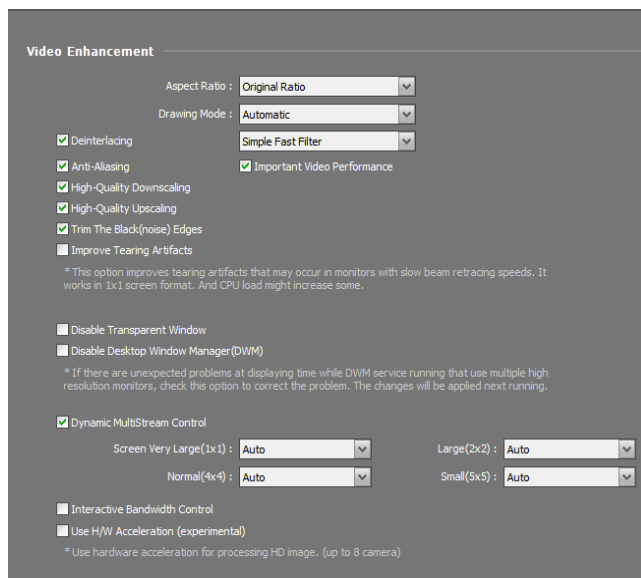 Video Enhancement
Aspect Ratio : Original Ratio
Drawing Mode : Automatic
Deinterlacing Simple Fast Filter
Anti-Aliasing Important Video Performance
High-Quality Downscaling
High-Quality Upscaling
Trim The Black(noise) Edges
Improve Tearing Artifacts
* This option improves tearing artifacts that may occur in monitors with slow beam retracing speeds. It
works in 1x1 screen format. And CPU load might increase some.
Disable Transparent Window
Disable Desktop Window Manager(DWM)
* If there are unexpected problems at displaying time while DWM service running that use multiple high
resolution monitors, check this option to correct the problem. The changes will be applied next running.
Dynamic MultiStream Control
Screen Very Large(1x1) : Auto Large(2x2) : Auto
Normal(4x4) : Auto Small(5x5) : Auto
Interactive Bandwidth Control
Use H/W Acceleration (experimental)
* Use hardware acceleration for processing HD image. (up to 8 camera)